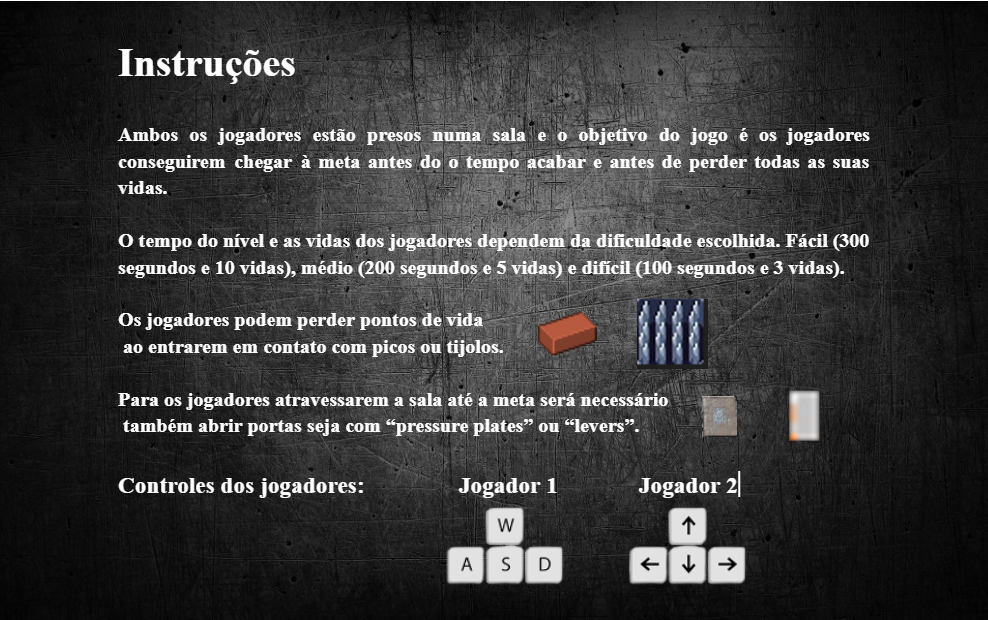 Instruções
Ambos os jogadores estão presos numa sala e o objetivo do jogo é os jogadores
conseguirem chegar à meta antes do o tempo acabar e antes de perder todas as suas
vidas.
O tempo do nível e as vidas dos jogadores dependem da dificuldade escolhida. Fácil (300
segundos e 10 vidas), médio (200 segundos e 5 vidas) e difícil (100 segundos e 3 vidas).
Os jogadores podem perder pontos de vida
ao entrarem em contato com picos ou tijolos.
Para os jogadores atravessarem a sala até a meta será necessário
também abrir portas seja com “pressure plates” ou “levers”.
Controles dos jogadores: Jogador 1 Jogador 2
W ↑
A S D ← ↓ →